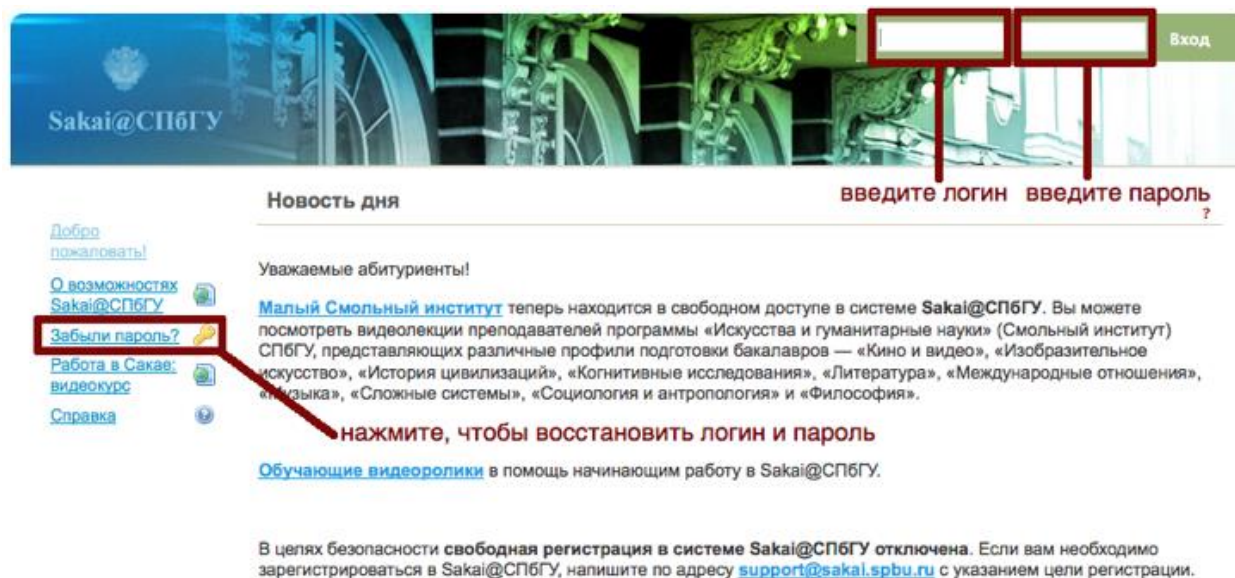 Вход
Sakai@СПбГУ
введите логин введите пароль
?
Новость дня
Добро
пожаловать!
О возможностях
Sakai@СПбГУ
Забыли пароль?
Работа в Сакае:
видеокурс
Справка
Уважаемые абитуриенты!
Малый Смольный институт теперь находится в свободном доступе в системе Sakai@СПбГУ. Вы можете
посмотреть видеолекции преподавателей программы «Искусства и гуманитарные науки» (Смольный институт)
СПбГУ, представляющих различные профили подготовки бакалавров — «Кино и видео», «Изобразительное
искусство», «История цивилизаций», «Когнитивные исследования», «Литература», «Международные отношения»,
«Музыка», «Сложные системы», «Социология и антропология» и «Философия».
нажмите, чтобы восстановить логин и пароль
Обучающие видеоролики в помощь начинающим работу в Sakai@СПбГУ.
В целях безопасности свободная регистрация в системе Sakai@СПбГУ отключена. Если вам необходимо
зарегистрироваться в Sakai@СПбГУ, напишите по адресу support@sakai.spbu.ru с указанием цели регистрации.